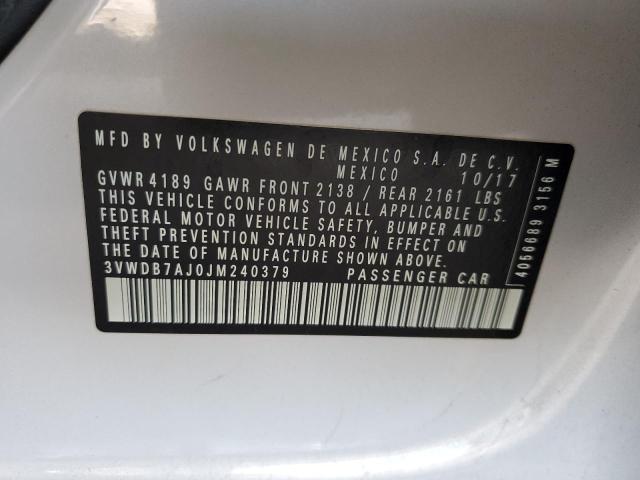 MFD BY VOLKSWAGEN DE MEXICO S.A. DE C.V.
MEXICO 10/17
GVWR 4189 GAWR FRONT 2138 / REAR 2161 LBS
THIS VEHICLE CONFORMS TO ALL APPLICABLE U.S.
FEDERAL MOTOR VEHICLE SAFETY, BUMPER AND
THEFT PREVENTION STANDARDS IN EFFECT ON
THE DATE OF MANUFACTURE SHOWN ABOVE.
3VWDB7AJ0JM240379 PASSENGER CAR
4056689 3156 M